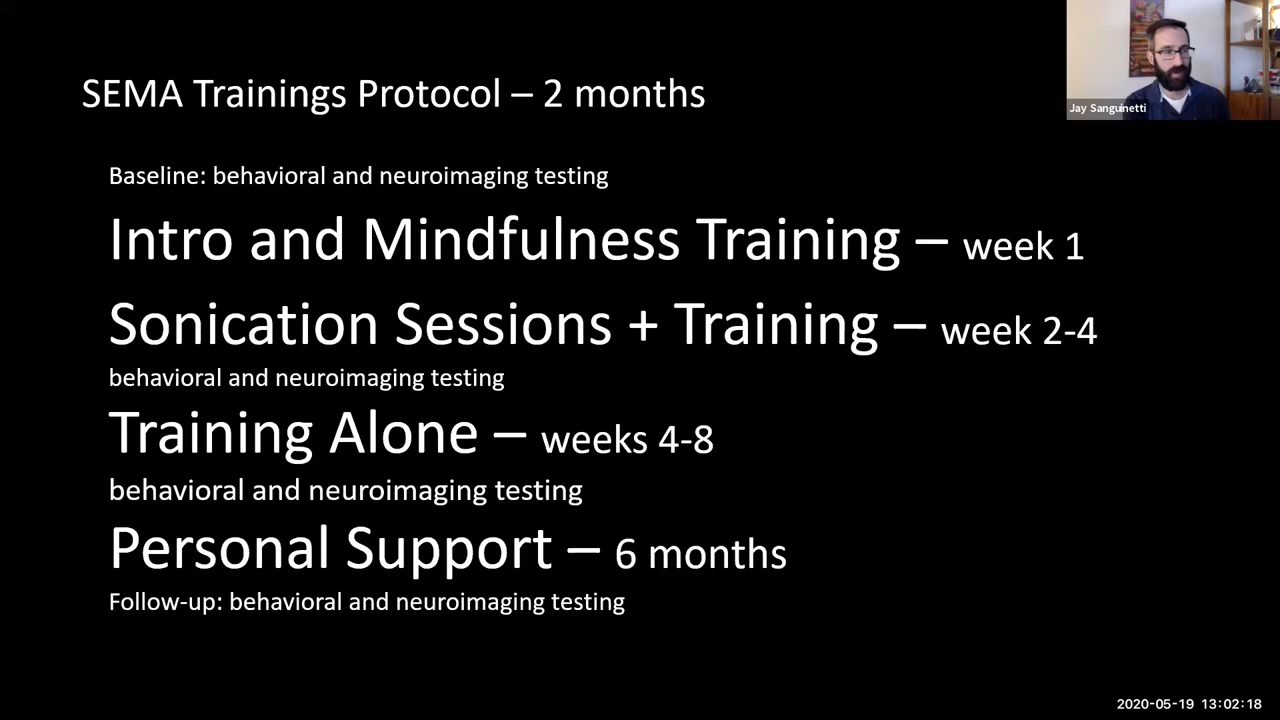 SEMA Trainings Protocol – 2 months
Jay Sanguinetti
Baseline: behavioral and neuroimaging testing
Intro and Mindfulness Training – week 1
Sonication Sessions + Training – week 2-4
behavioral and neuroimaging testing
Training Alone – weeks 4-8
behavioral and neuroimaging testing
Personal Support – 6 months
Follow-up: behavioral and neuroimaging testing
2020-05-19 13:02:18